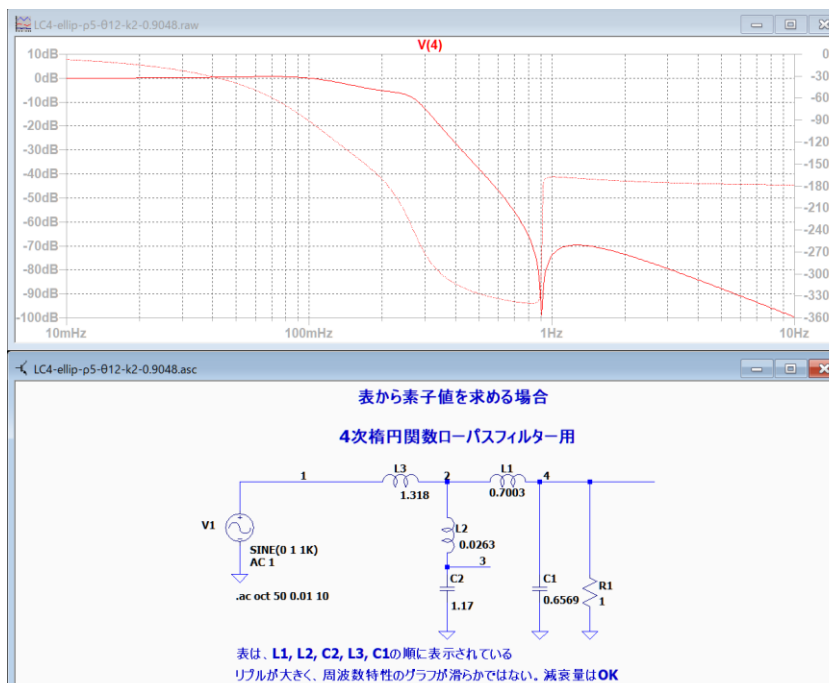 LC4-ellip-ρ5-θ12-k2-0.9048.raw
V(4)
10dB
0dB
-10dB
-20dB
-30dB
-40dB
-50dB
-60dB
-70dB
-80dB
-90dB
-100dB
0
-30
-60
-90
-120
-150
-180
-210
-240
-270
-300
-330
-360
10mHz 100mHz 1Hz 10Hz
LC4-ellip-ρ5-θ12-k2-0.9048.asc
表から素子値を求める場合
4次楕円関数ローパスフィルター用
1 L3 2 L1 4
1.318 0.7003
V1
SINE(0 1 1K)
AC 1
L2
0.0263
3
C2
1.17
C1
0.6569
R1
1
.ac oct 50 0.01 10
表は、L1, L2, C2, L3, C1の順に表示されている
リプルが大きく、周波数特性のグラフが滑らかではない。減衰量はOK